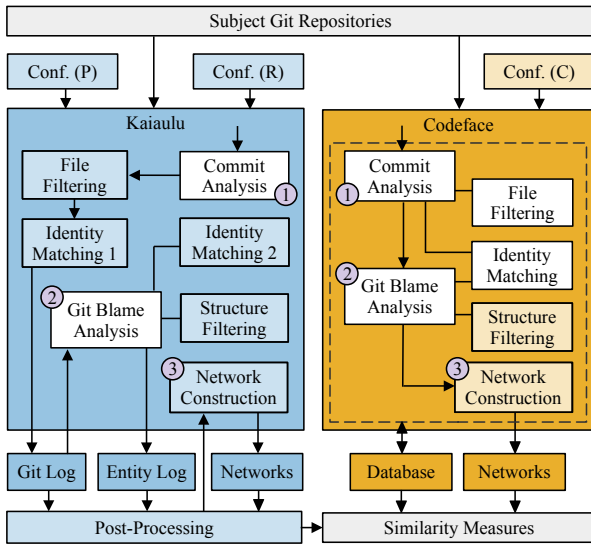 Subject Git Repositories
Conf. (P)
Conf. (R)
Conf. (C)
Kaiaulu
Codeface
File
Filtering
Commit
Analysis
1
Identity
Matching 1
Identity
Matching 2
2
Git Blame
Analysis
Structure
Filtering
3
Network
Construction
Commit
Analysis
1
File
Filtering
Identity
Matching
2
Git Blame
Analysis
Structure
Filtering
3
Network
Construction
Git Log
Entity Log
Networks
Database
Networks
Post-Processing
Similarity Measures